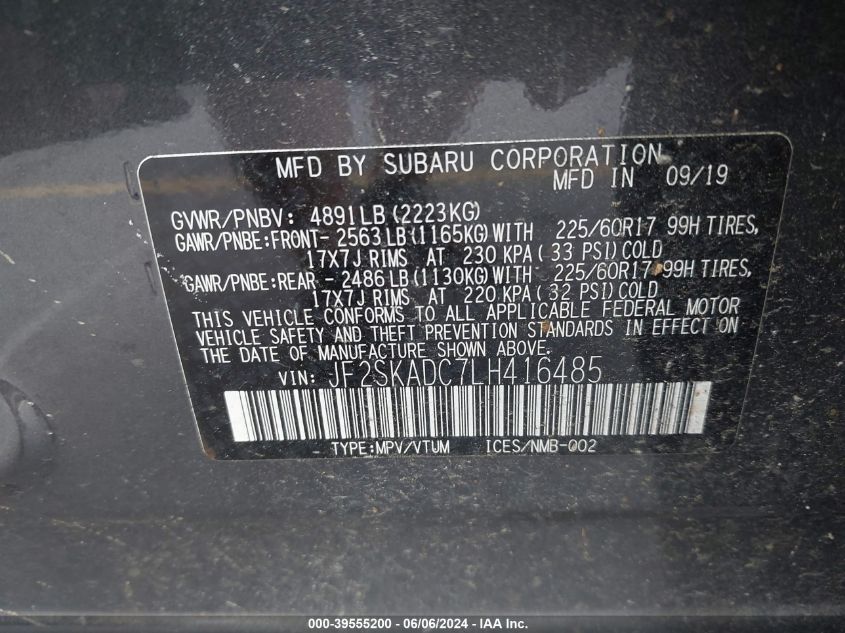 MFD BY SUBARU CORPORATION
MFD IN 09/19
GVWR/PNBV: 4891LB(2223KG)
GAWR/PNBE:FRONT- 2563LB(1165KG)WITH 225/60R17 99H TIRES,
17X7J RIMS AT 230 KPA( 33 PSI)COLD
GAWR/PNBE:REAR - 2486LB(1130KG)WITH 225/60R17 99H TIRES,
17X7J RIMS AT 220 KPA( 32 PSI)COLD
THIS VEHICLE CONFORMS TO ALL APPLICABLE FEDERAL MOTOR
VEHICLE SAFETY AND THEFT PREVENTION STANDARDS IN EFFECT ON
THE DATE OF MANUFACTURE SHOWN ABOVE.
VIN: JF2SKADC7LH416485
TYPE:MPV/VTUM ICES/NMB-002
000-39555200 - 06/06/2024 - IAA Inc.